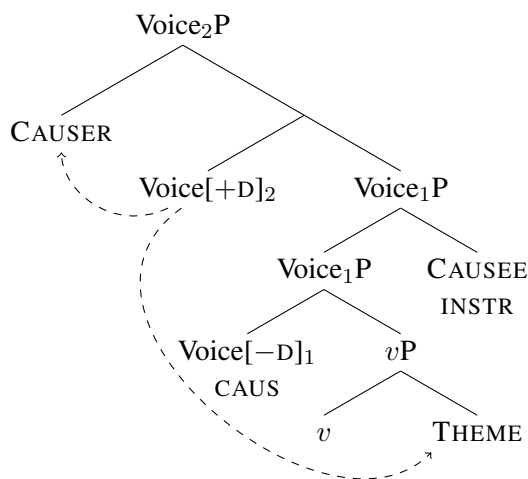 Voice₂P
CAUSER
Voice[+D]₂ Voice₁P
Voice₁P CAUSEE
INSTR
Voice[−D]₁ vP
CAUS
v THEME